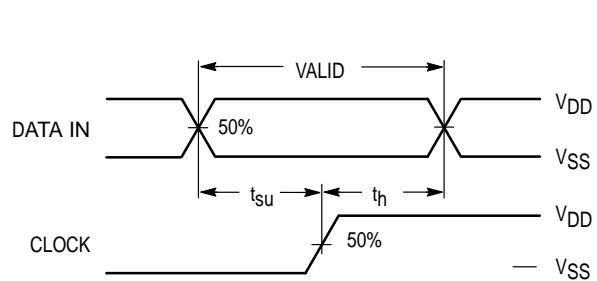 VALID
DATA IN
50%
VDD
VSS
tsu
th
CLOCK
50%
VDD
VSS